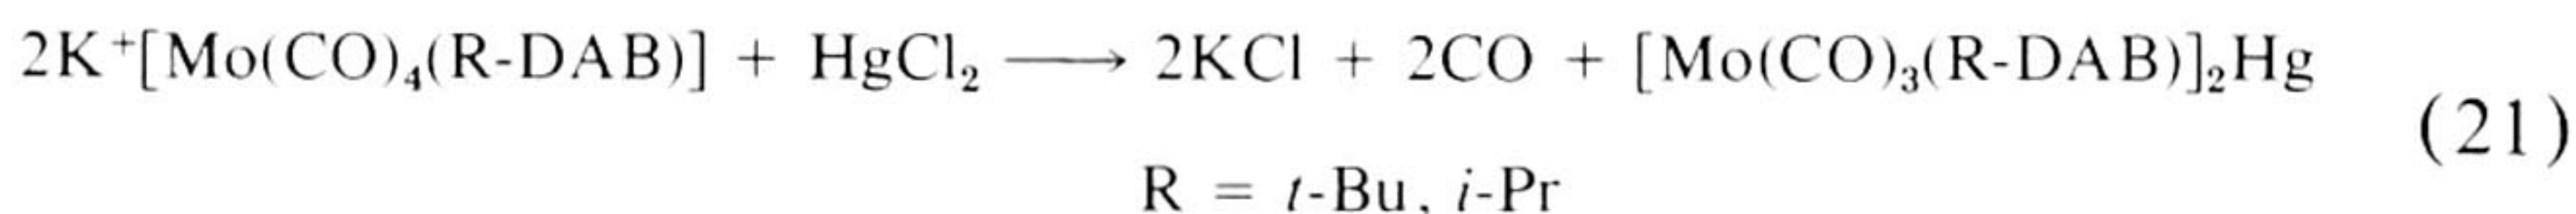 2K⁺[Mo(CO)₄(R-DAB)] + HgCl₂ ⟶ 2KCl + 2CO + [Mo(CO)₃(R-DAB)]₂Hg
(21)
R = t-Bu, i-Pr